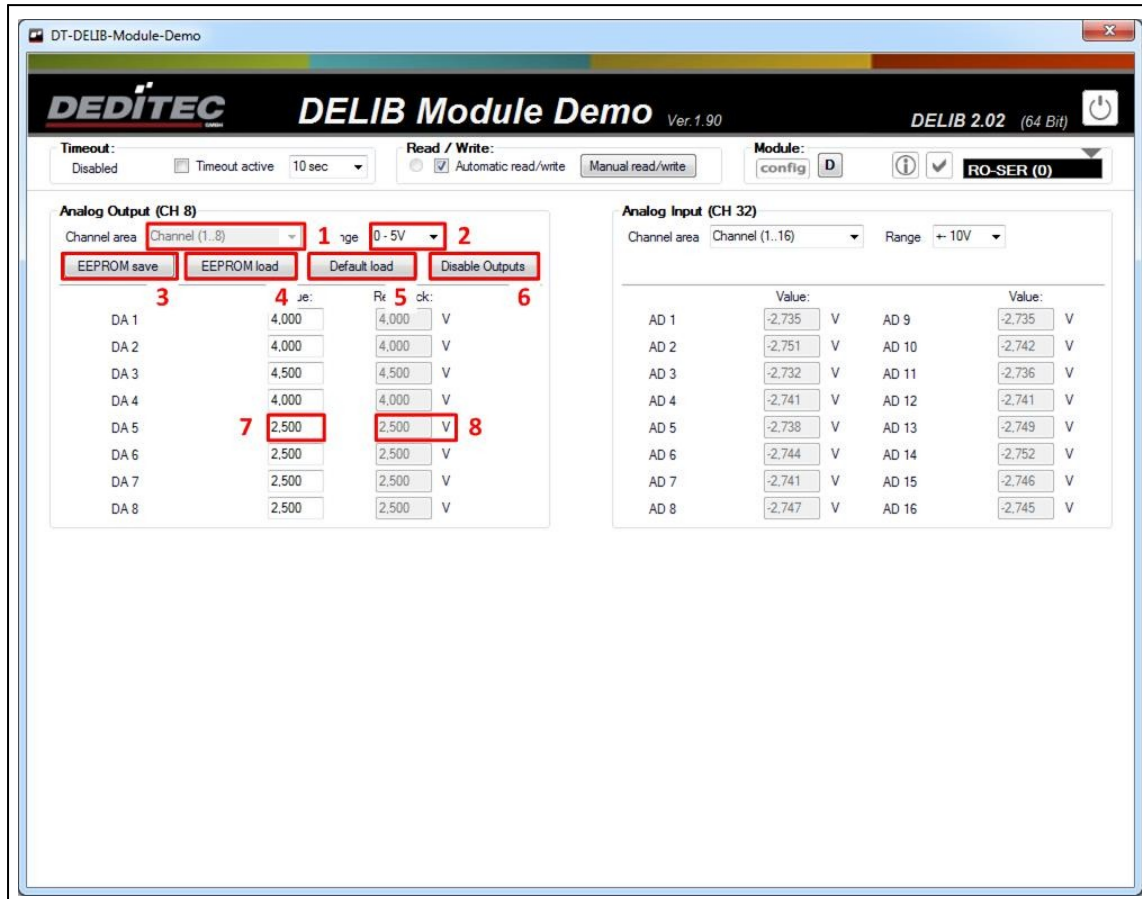 DT-DELIB-Module-Demo
DEDITEC GMBH DELIB Module Demo Ver. 1.90 DELIB 2.02 (64 Bit)
Timeout: Read / Write: Module:
Disabled Timeout active 10 sec Automatic read/write Manual read/write config D RO-SER (0)
Analog Output (CH 8) Analog Input (CH 32)
Channel area Channel (1..8) 1 nge 0 - 5V 2 Channel area Channel (1..16) Range +- 10V
EEPROM save EEPROM load Default load Disable Outputs
3 4 ue: Re 5 ck: 6 Value: Value:
DA 1 4,000 4,000 V AD 1 -2,735 V AD 9 -2,735 V
DA 2 4,000 4,000 V AD 2 -2,751 V AD 10 -2,742 V
DA 3 4,500 4,500 V AD 3 -2,732 V AD 11 -2,736 V
DA 4 4,000 4,000 V AD 4 -2,741 V AD 12 -2,741 V
DA 5 7 2,500 2,500 V 8 AD 5 -2,738 V AD 13 -2,749 V
DA 6 2,500 2,500 V AD 6 -2,744 V AD 14 -2,752 V
DA 7 2,500 2,500 V AD 7 -2,741 V AD 15 -2,746 V
DA 8 2,500 2,500 V AD 8 -2,747 V AD 16 -2,745 V